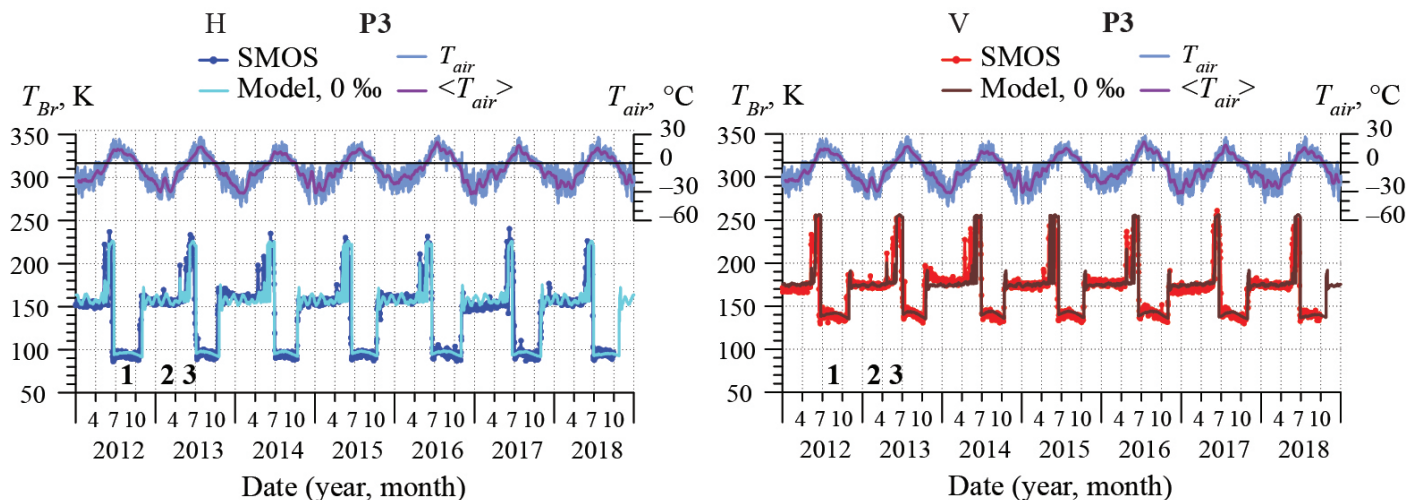 H P3
SMOS T_air
Model, 0 ‰ <T_air>
T_Br, K T_air, °C
350 30
300 0
250 –30
200 –60
150
100
50
1 2 3
4 7 10 4 7 10 4 7 10 4 7 10 4 7 10 4 7 10 4 7 10
2012 2013 2014 2015 2016 2017 2018
Date (year, month)
V P3
SMOS T_air
Model, 0 ‰ <T_air>
T_Br, K T_air, °C
350 30
300 0
250 –30
200 –60
150
100
50
1 2 3
4 7 10 4 7 10 4 7 10 4 7 10 4 7 10 4 7 10 4 7 10
2012 2013 2014 2015 2016 2017 2018
Date (year, month)